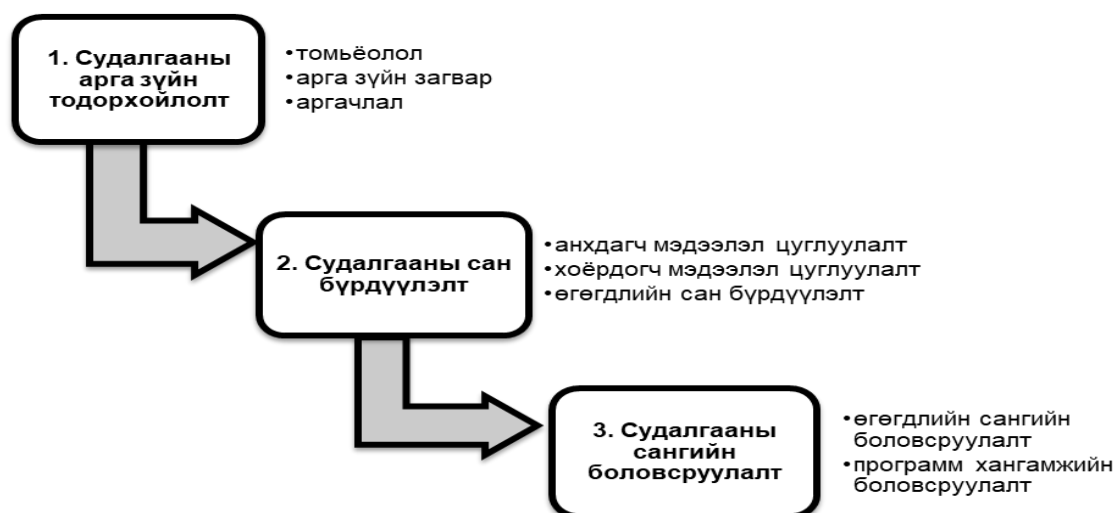 1. Судалгааны
арга зүйн
тодорхойлолт
•томьёолол
•арга зүйн загвар
•аргачлал
2. Судалгааны сан
бүрдүүлэлт
•анхдагч мэдээлэл цуглуулалт
•хоёрдогч мэдээлэл цуглуулалт
•өгөгдлийн сан бүрдүүлэлт
3. Судалгааны
сангийн
боловсруулалт
•өгөгдлийн сангийн
боловсруулалт
•программ хангамжийн
боловсруулалт